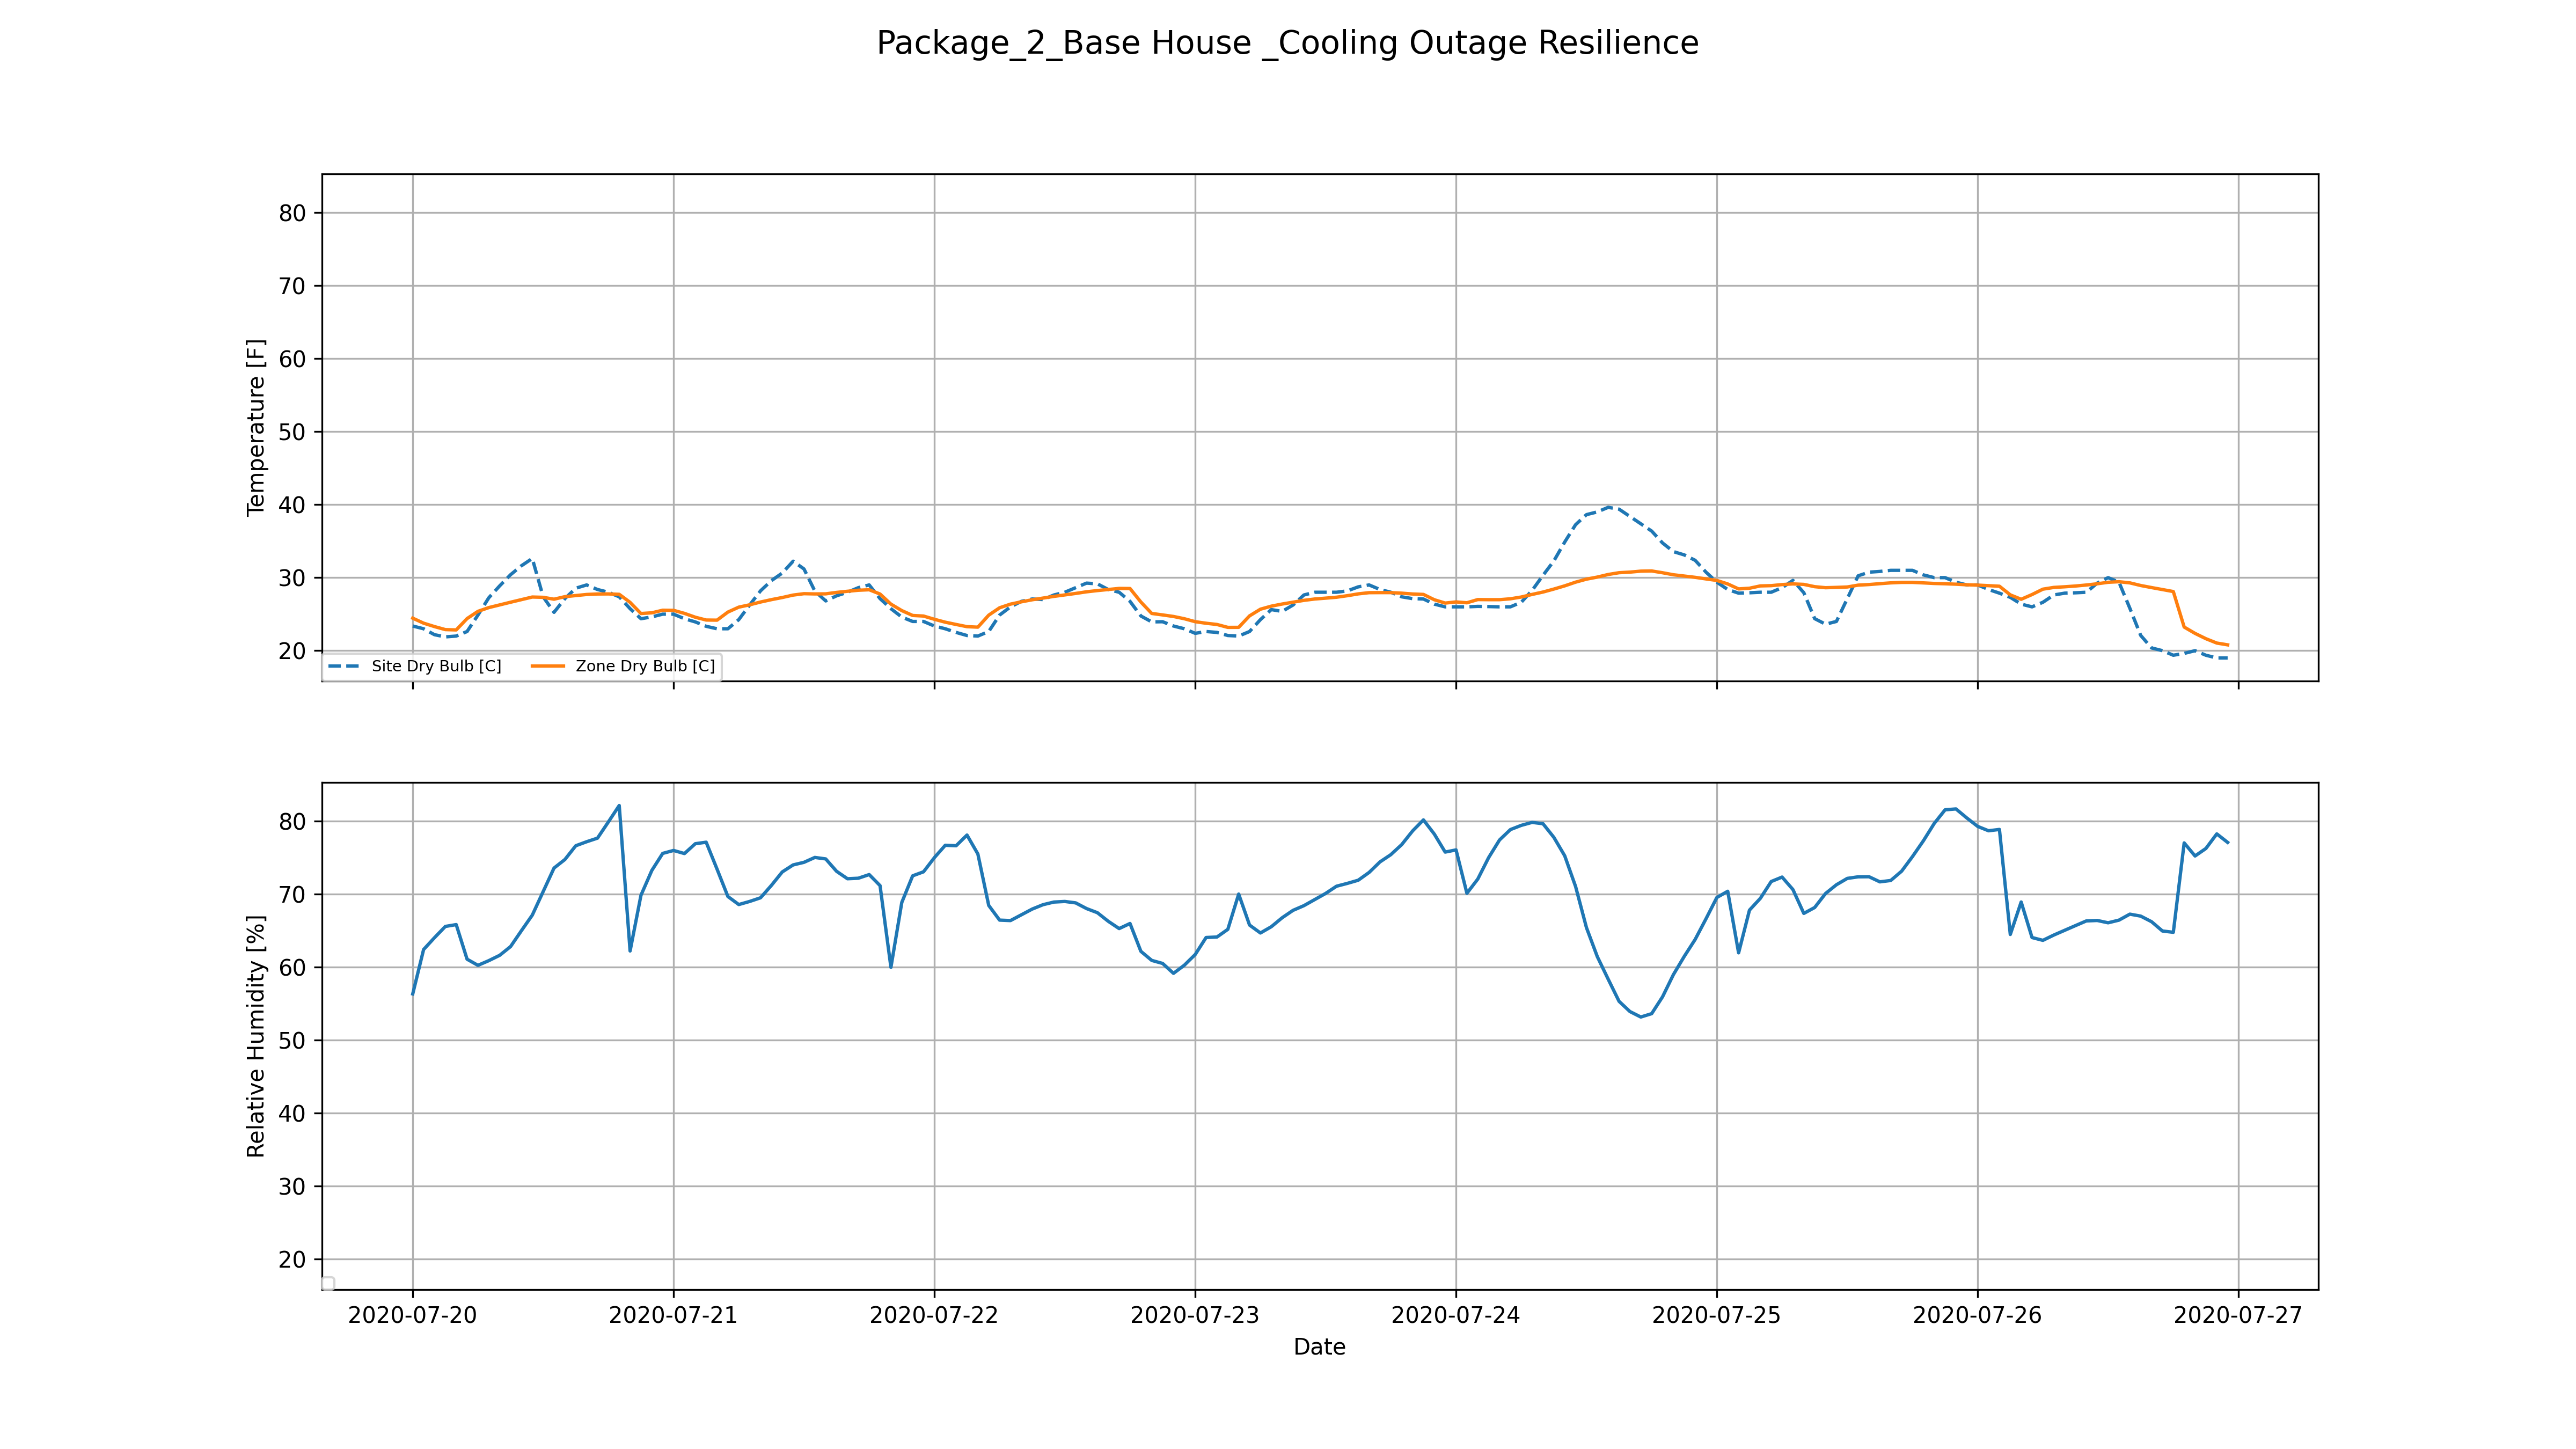 Package_2_Base House _Cooling Outage Resilience
Temperature [F]
80
70
60
50
40
30
20
Site Dry Bulb [C] Zone Dry Bulb [C]
Relative Humidity [%]
80
70
60
50
40
30
20
2020-07-20 2020-07-21 2020-07-22 2020-07-23 2020-07-24 2020-07-25 2020-07-26 2020-07-27
Date